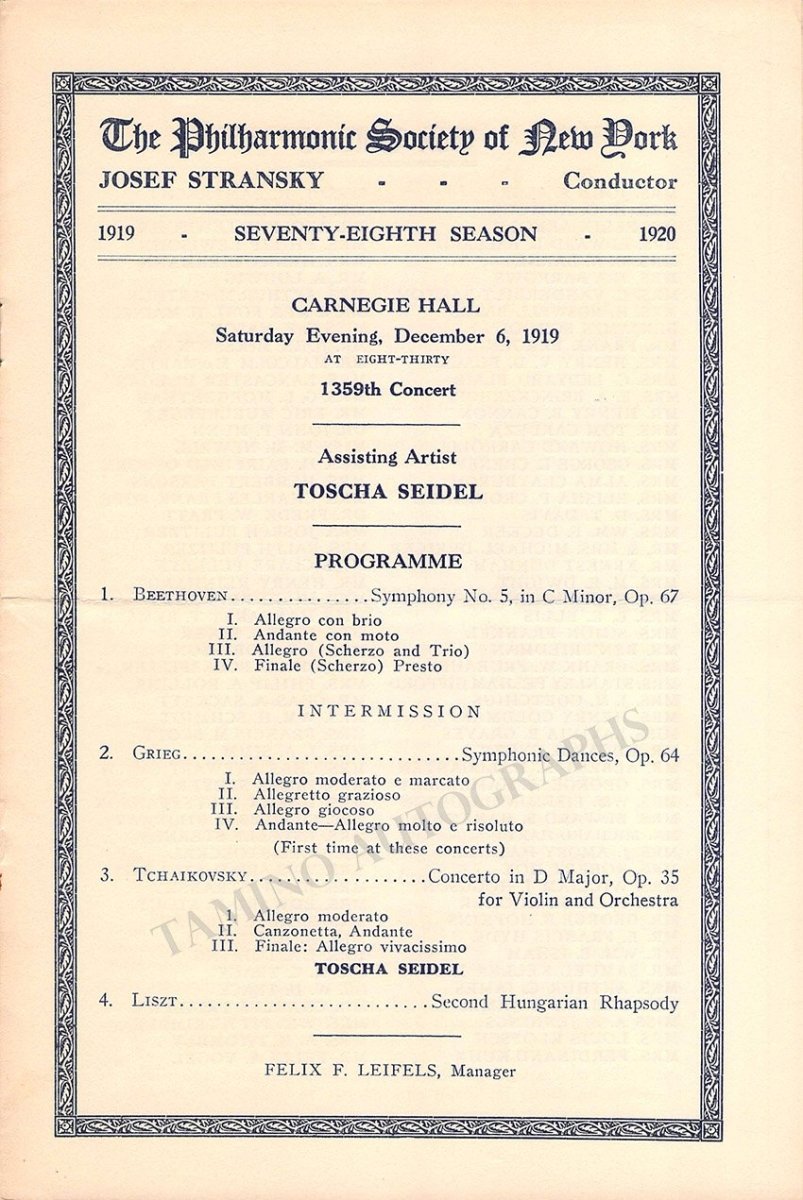 The Philharmonic Society of New York
JOSEF STRANSKY - - - Conductor
1919 - SEVENTY-EIGHTH SEASON - 1920
CARNEGIE HALL
Saturday Evening, December 6, 1919
AT EIGHT-THIRTY
1359th Concert
Assisting Artist
TOSCHA SEIDEL
PROGRAMME
1. BEETHOVEN...............Symphony No. 5, in C Minor, Op. 67
I. Allegro con brio
II. Andante con moto
III. Allegro (Scherzo and Trio)
IV. Finale (Scherzo) Presto
INTERMISSION
2. GRIEG..............................Symphonic Dances, Op. 64
I. Allegro moderato e marcato
II. Allegretto grazioso
III. Allegro giocoso
IV. Andante—Allegro molto e risoluto
(First time at these concerts)
3. TCHAIKOVSKY...................Concerto in D Major, Op. 35
for Violin and Orchestra
I. Allegro moderato
II. Canzonetta, Andante
III. Finale: Allegro vivacissimo
TOSCHA SEIDEL
4. LISZT...........................Second Hungarian Rhapsody
FELIX F. LEIFELS, Manager
TAMINO AUTOGRAPHS